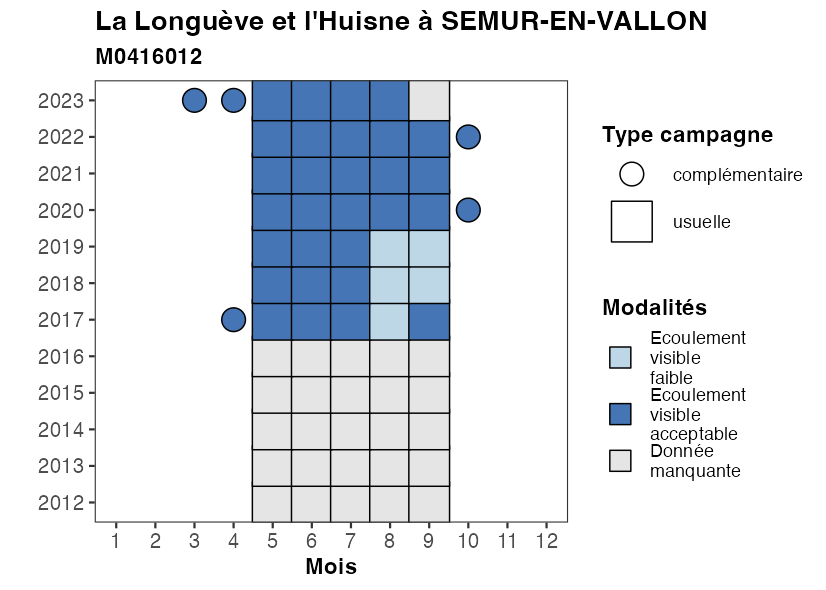 La Longuève et l'Huisne à SEMUR-EN-VALLON
M0416012
2023
2022
2021
2020
2019
2018
2017
2016
2015
2014
2013
2012
1 2 3 4 5 6 7 8 9 10 11 12
Mois
Type campagne
complémentaire
usuelle
Modalités
Ecoulement
visible
faible
Ecoulement
visible
acceptable
Donnée
manquante